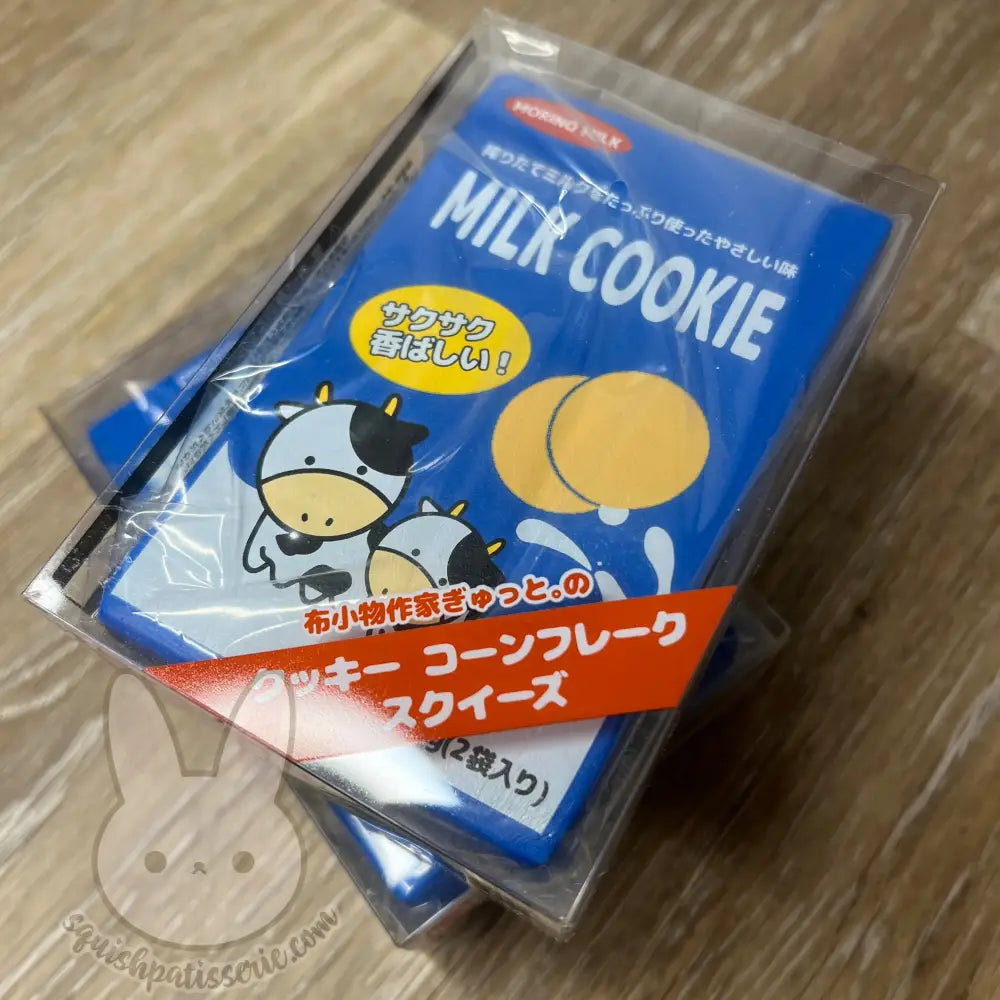 MORINO MILK
搾りたてミルクをたっぷり使ったやさしい味
MILK COOKIE
サクサク
香ばしい!
布小物作家ぎゅっと。の
クッキー コーンフレーク
スクイーズ
g(2袋入り)
squishpatisserie.com